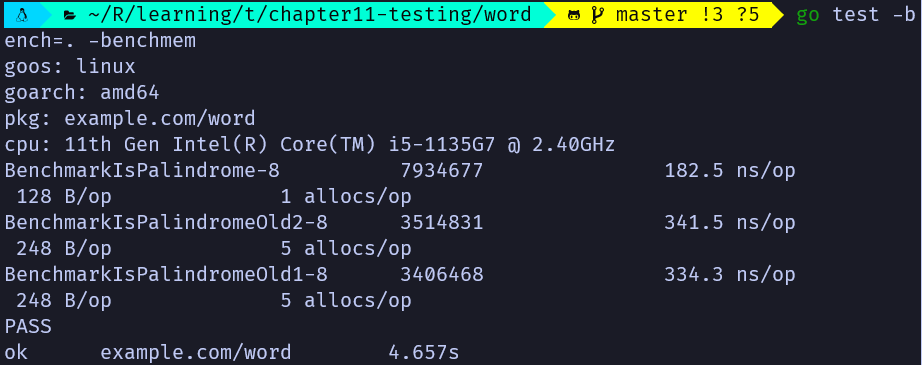 ~/R/learning/t/chapter11-testing/word master !3 ?5 go test -b
ench=. -benchmem
goos: linux
goarch: amd64
pkg: example.com/word
cpu: 11th Gen Intel(R) Core(TM) i5-1135G7 @ 2.40GHz
BenchmarkIsPalindrome-8 7934677 182.5 ns/op
128 B/op 1 allocs/op
BenchmarkIsPalindromeOld2-8 3514831 341.5 ns/op
248 B/op 5 allocs/op
BenchmarkIsPalindromeOld1-8 3406468 334.3 ns/op
248 B/op 5 allocs/op
PASS
ok example.com/word 4.657s